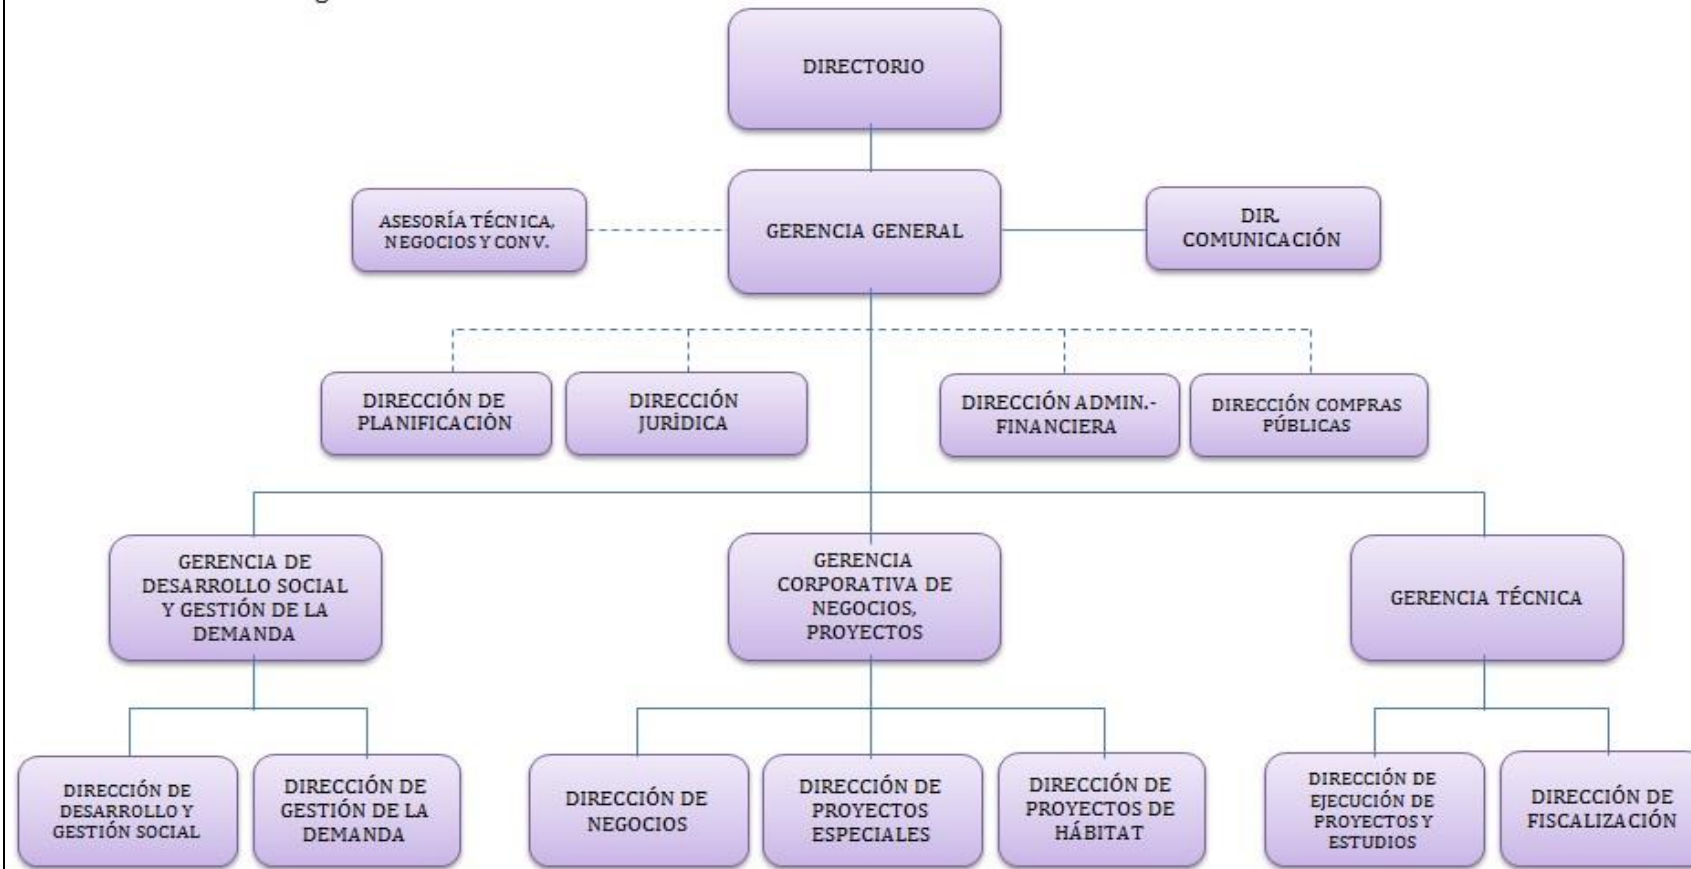 DIRECTORIO
ASESORÍA TÉCNICA,
NEGOCIOS Y CONV.
GERENCIA GENERAL
DIR.
COMUNICACIÓN
DIRECCIÓN DE
PLANIFICACIÓN
DIRECCIÓN
JURÍDICA
DIRECCIÓN ADMIN.-
FINANCIERA
DIRECCIÓN COMPRAS
PÚBLICAS
GERENCIA DE
DESARROLLO SOCIAL
Y GESTIÓN DE LA
DEMANDA
GERENCIA
CORPORATIVA DE
NEGOCIOS,
PROYECTOS
GERENCIA TÉCNICA
DIRECCIÓN DE
DESARROLLO Y
GESTIÓN SOCIAL
DIRECCIÓN DE
GESTIÓN DE LA
DEMANDA
DIRECCIÓN DE
NEGOCIOS
DIRECCIÓN DE
PROYECTOS
ESPECIALES
DIRECCIÓN DE
PROYECTOS DE
HÁBITAT
DIRECCIÓN DE
EJECUCIÓN DE
PROYECTOS Y
ESTUDIOS
DIRECCIÓN DE
FISCALIZACIÓN